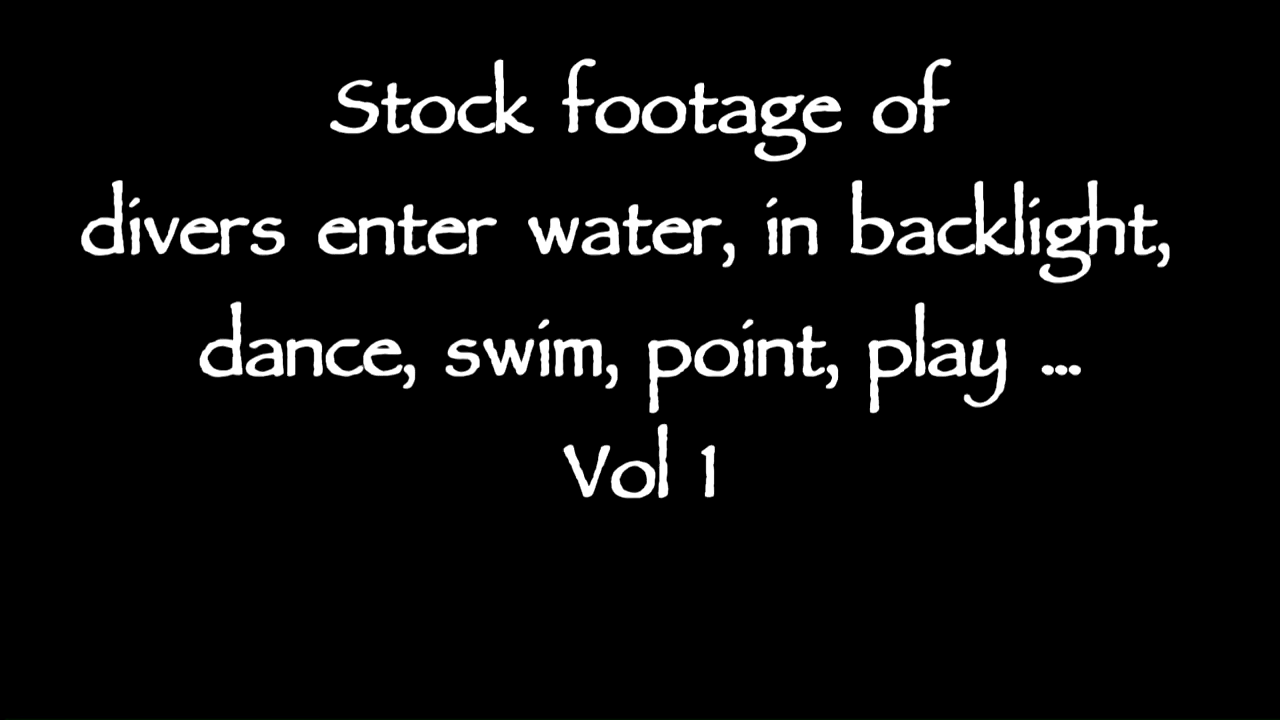 Stock footage of
divers enter water, in backlight,
dance, swim, point, play ...
Vol 1